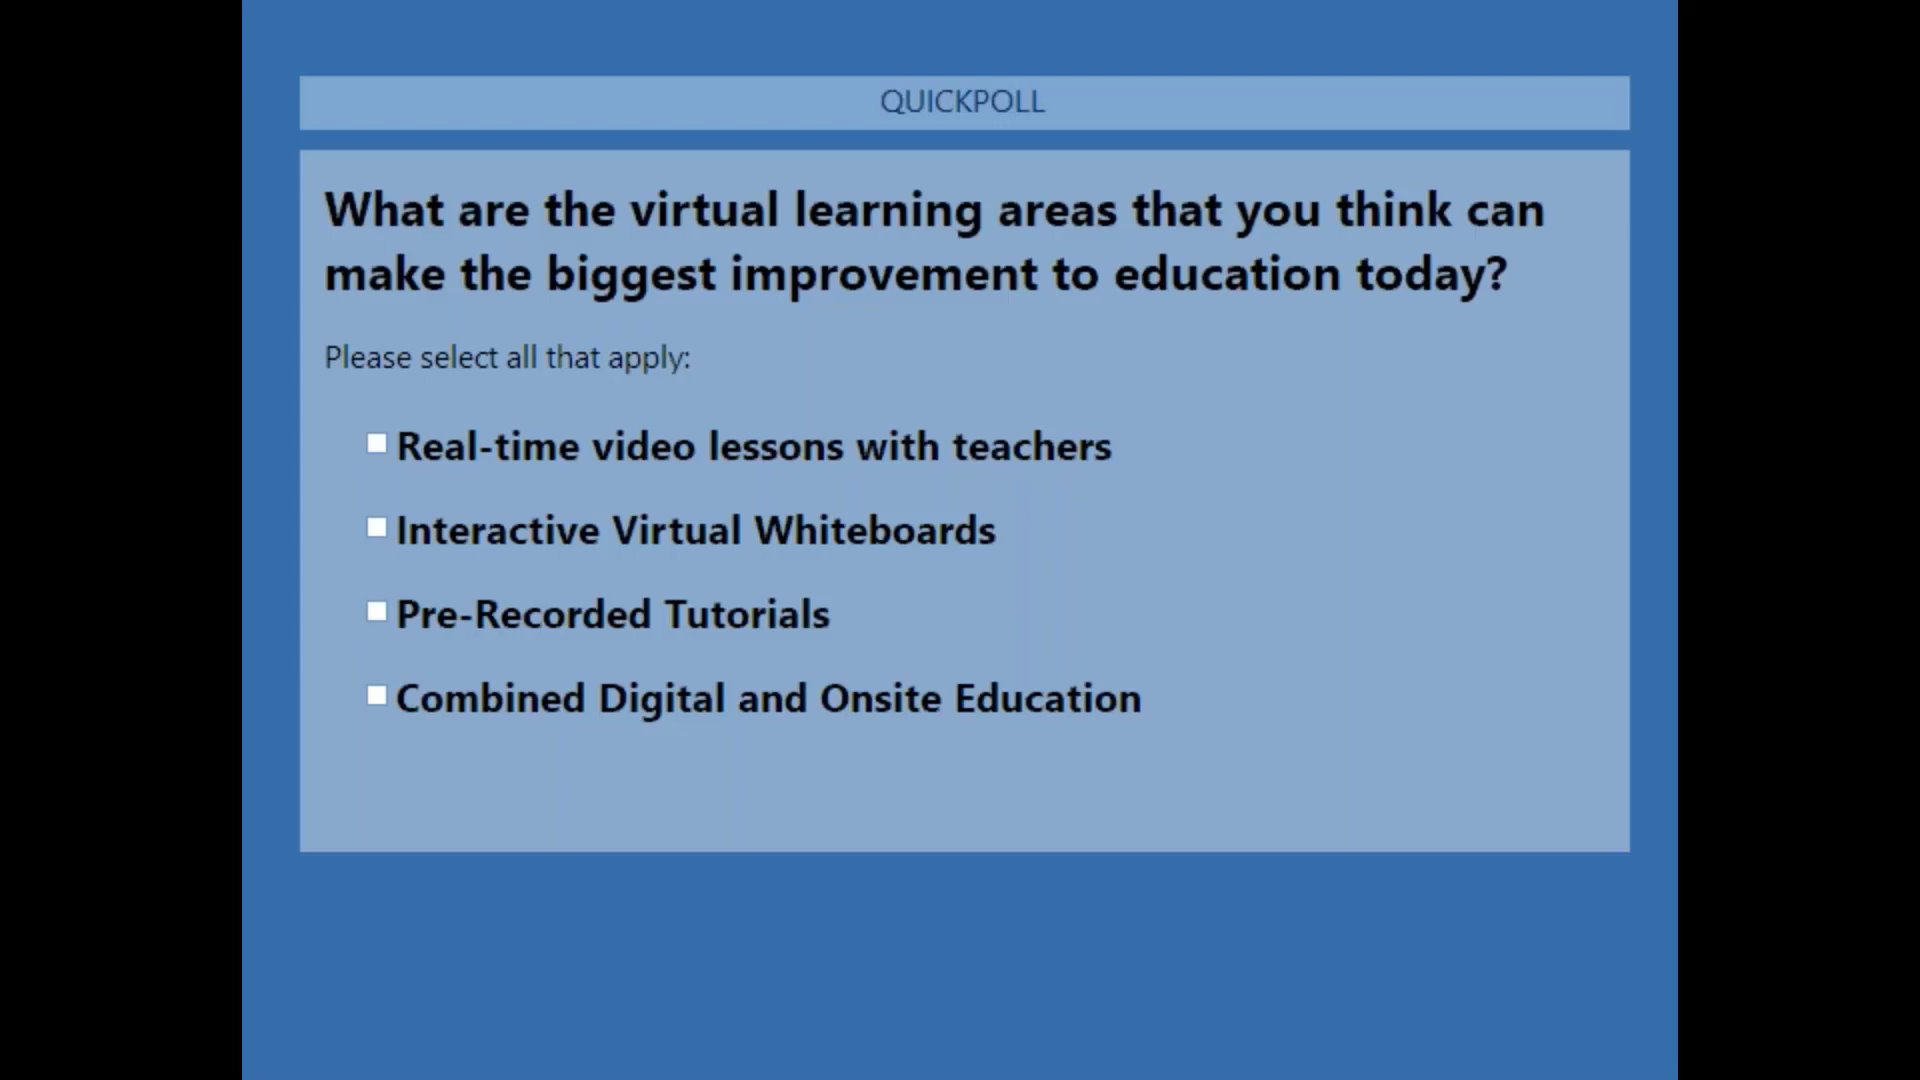 QUICKPOLL
What are the virtual learning areas that you think can
make the biggest improvement to education today?
Please select all that apply:
Real-time video lessons with teachers
Interactive Virtual Whiteboards
Pre-Recorded Tutorials
Combined Digital and Onsite Education